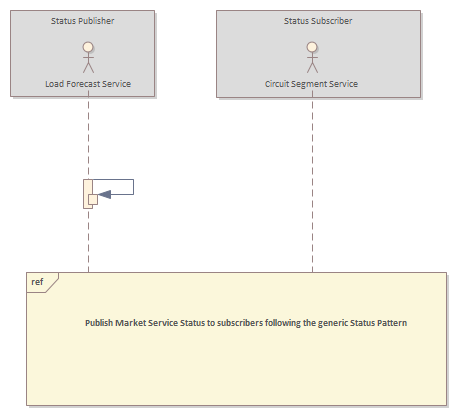 Status Publisher
Status Subscriber
Load Forecast Service
Circuit Segment Service
ref
Publish Market Service Status to subscribers following the generic Status Pattern